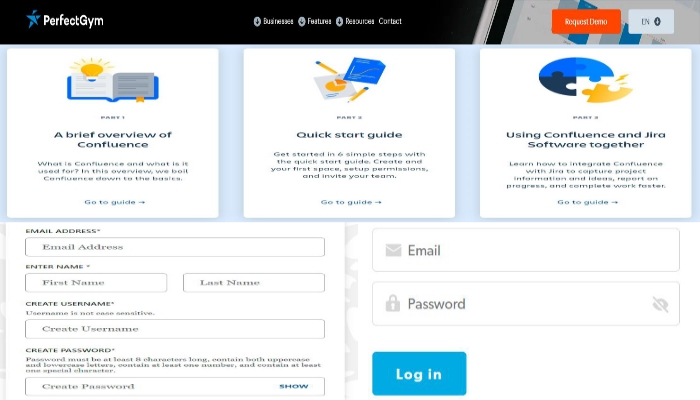 PerfectGym
Businesses Features Resources Contact
Request Demo
EN
PART 1
A brief overview of
Confluence
What is Confluence and what is it
used for? In this overview, we boil
Confluence down to the basics.
Go to guide →
PART 2
Quick start guide
Get started in 6 simple steps with
the quick start guide. Create and
your first space, setup permissions,
and invite your team.
Go to guide →
PART 3
Using Confluence and Jira
Software together
Learn how to integrate Confluence
with Jira to capture project
information and ideas, report on
progress, and complete work faster.
Go to guide →
EMAIL ADDRESS*
Email Address
ENTER NAME *
First Name
Last Name
CREATE USERNAME*
Username is not case sensitive.
Create Username
CREATE PASSWORD*
Password must be at least 8 characters long, contain both uppercase
and lowercase letters, contain at least one number, and contain at least
one special character.
Create Password
SHOW
Email
Password
Log in